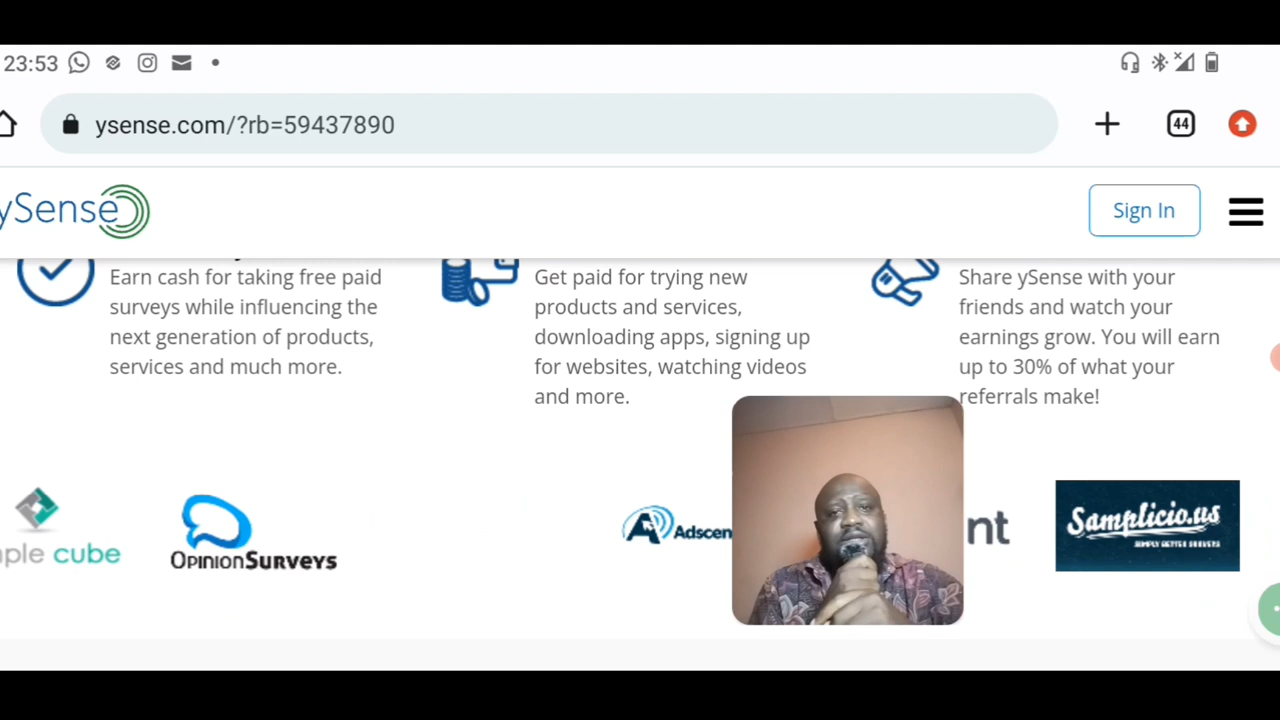 23:53
ysense.com/?rb=59437890
44
ySense
Sign In
Earn cash for taking free paid
surveys while influencing the
next generation of products,
services and much more.
Get paid for trying new
products and services,
downloading apps, signing up
for websites, watching videos
and more.
Share ySense with your
friends and watch your
earnings grow. You will earn
up to 30% of what your
referrals make!
ple cube
OPINIONSURVEYS
Adscen
nt
Samplicio.us
SIMPLY BETTER SURVEYS